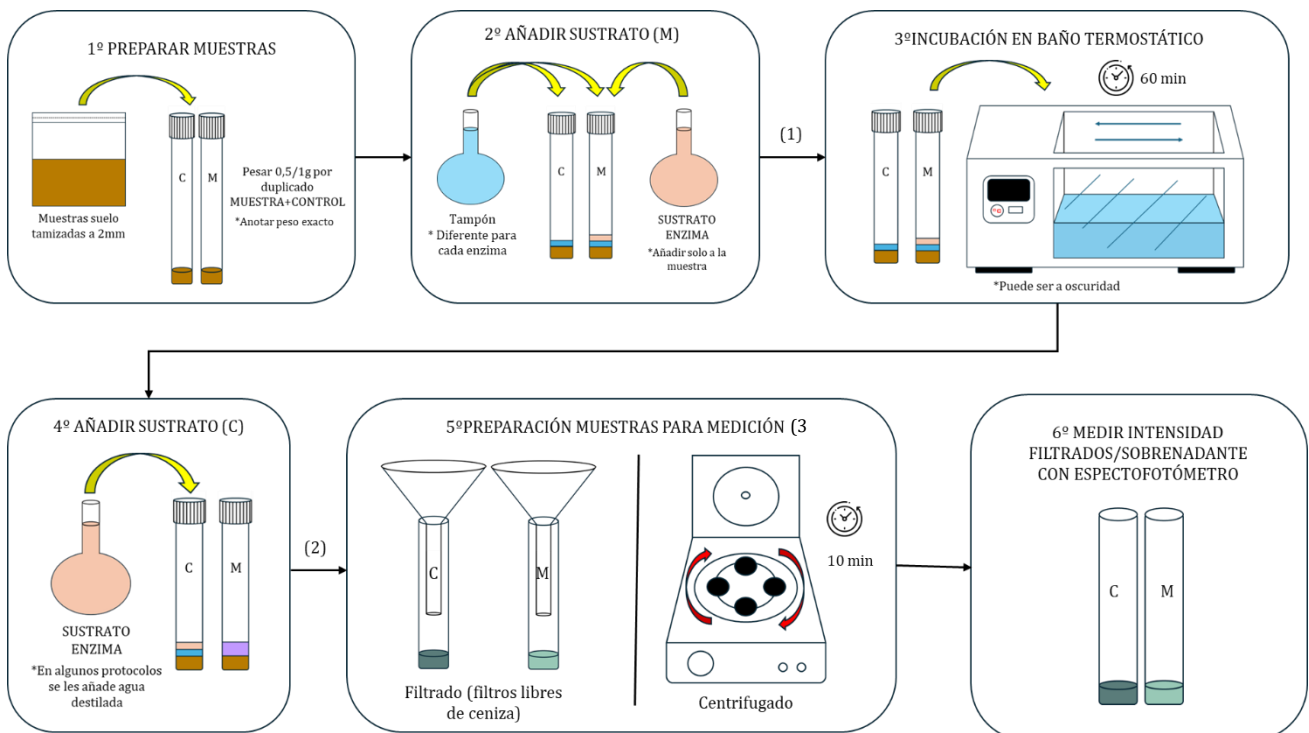 1º PREPARAR MUESTRAS
C
M
Muestras suelo
tamizadas a 2mm
Pesar 0,5/1g por
duplicado
MUESTRA+CONTROL
*Anotar peso exacto
2º AÑADIR SUSTRATO (M)
C
M
Tampón
* Diferente para
cada enzima
SUSTRATO
ENZIMA
*Añadir solo a la
muestra
(1)
3ºINCUBACIÓN EN BAÑO TERMOSTÁTICO
60 min
C
M
ºC
*Puede ser a oscuridad
4º AÑADIR SUSTRATO (C)
C
M
SUSTRATO
ENZIMA
*En algunos protocolos
se les añade agua
destilada
(2)
5ºPREPARACIÓN MUESTRAS PARA MEDICIÓN (3
C
M
10 min
Filtrado (filtros libres
de ceniza)
Centrifugado
6º MEDIR INTENSIDAD
FILTRADOS/SOBRENADANTE
CON ESPECTOFOTÓMETRO
C
M